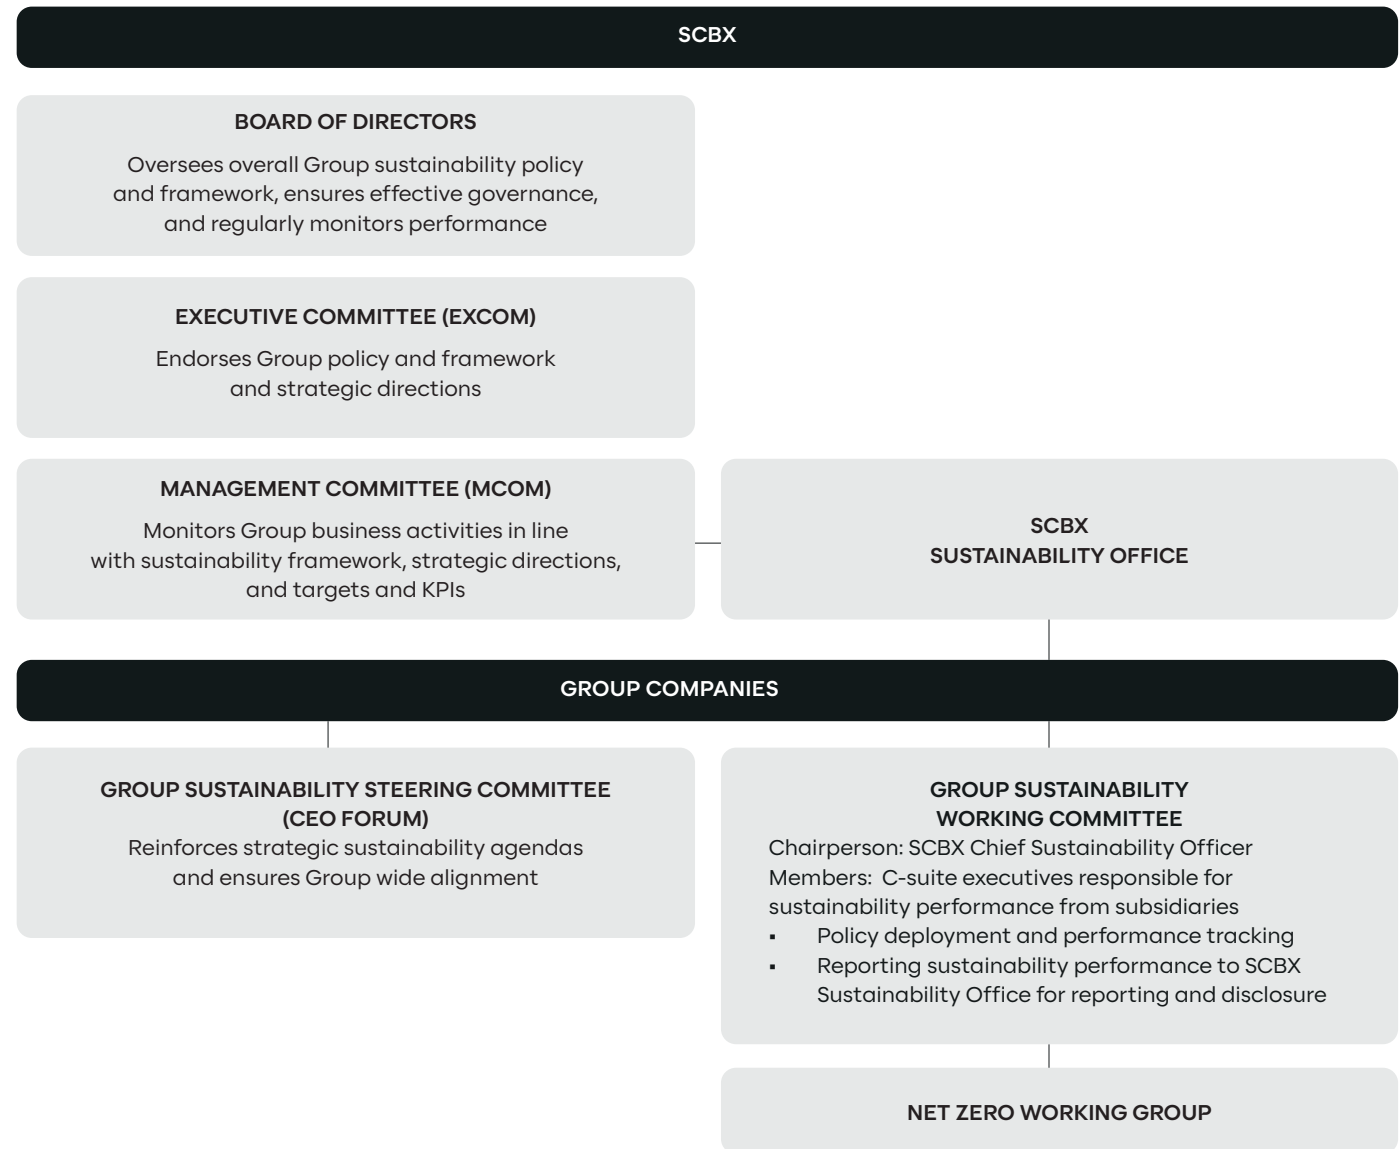 SCBX
BOARD OF DIRECTORS
Oversees overall Group sustainability policy
and framework, ensures effective governance,
and regularly monitors performance
EXECUTIVE COMMITTEE (EXCOM)
Endorses Group policy and framework
and strategic directions
MANAGEMENT COMMITTEE (MCOM)
Monitors Group business activities in line
with sustainability framework, strategic directions,
and targets and KPIs
SCBX
SUSTAINABILITY OFFICE
GROUP COMPANIES
GROUP SUSTAINABILITY STEERING COMMITTEE
(CEO FORUM)
Reinforces strategic sustainability agendas
and ensures Group wide alignment
GROUP SUSTAINABILITY
WORKING COMMITTEE
Chairperson: SCBX Chief Sustainability Officer
Members:  C-suite executives responsible for
sustainability performance from subsidiaries
▪ Policy deployment and performance tracking
▪ Reporting sustainability performance to SCBX
Sustainability Office for reporting and disclosure
NET ZERO WORKING GROUP